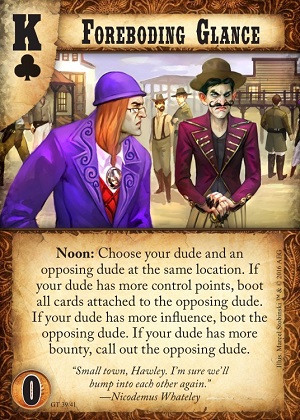 K
FOREBODING GLANCE
Noon: Choose your dude and an
opposing dude at the same location. If
your dude has more control points, boot
all cards attached to the opposing dude.
If your dude has more influence, boot the
opposing dude. If your dude has more
bounty, call out the opposing dude.
"Small town, Hawley. I'm sure we'll
bump into each other again."
—Nicodemus Whateley
0
GT 39/41